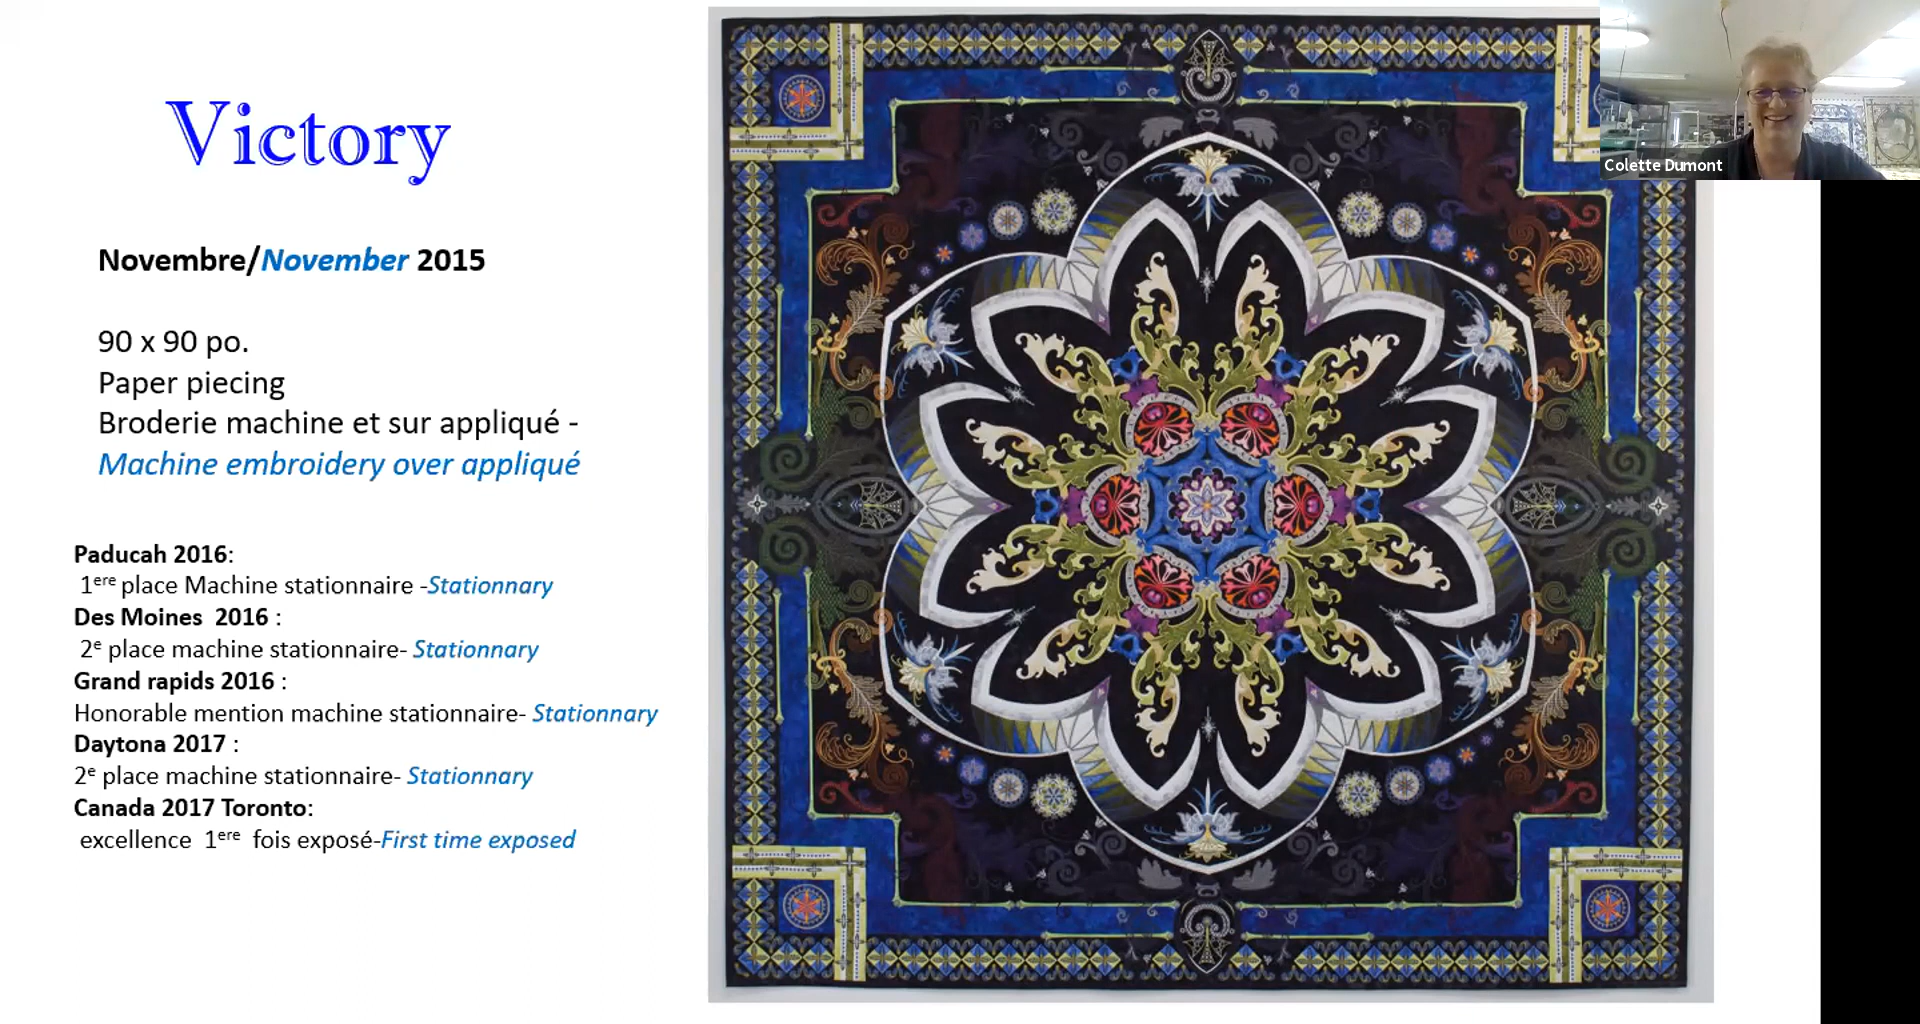 Victory
Novembre/November 2015
90 x 90 po.
Paper piecing
Broderie machine et sur appliqué -
Machine embroidery over appliqué
Paducah 2016:
1ere place Machine stationnaire -Stationnary
Des Moines 2016 :
2e place machine stationnaire- Stationnary
Grand rapids 2016 :
Honorable mention machine stationnaire- Stationnary
Daytona 2017 :
2e place machine stationnaire- Stationnary
Canada 2017 Toronto:
excellence 1ere fois exposé-First time exposed
Colette Dumont